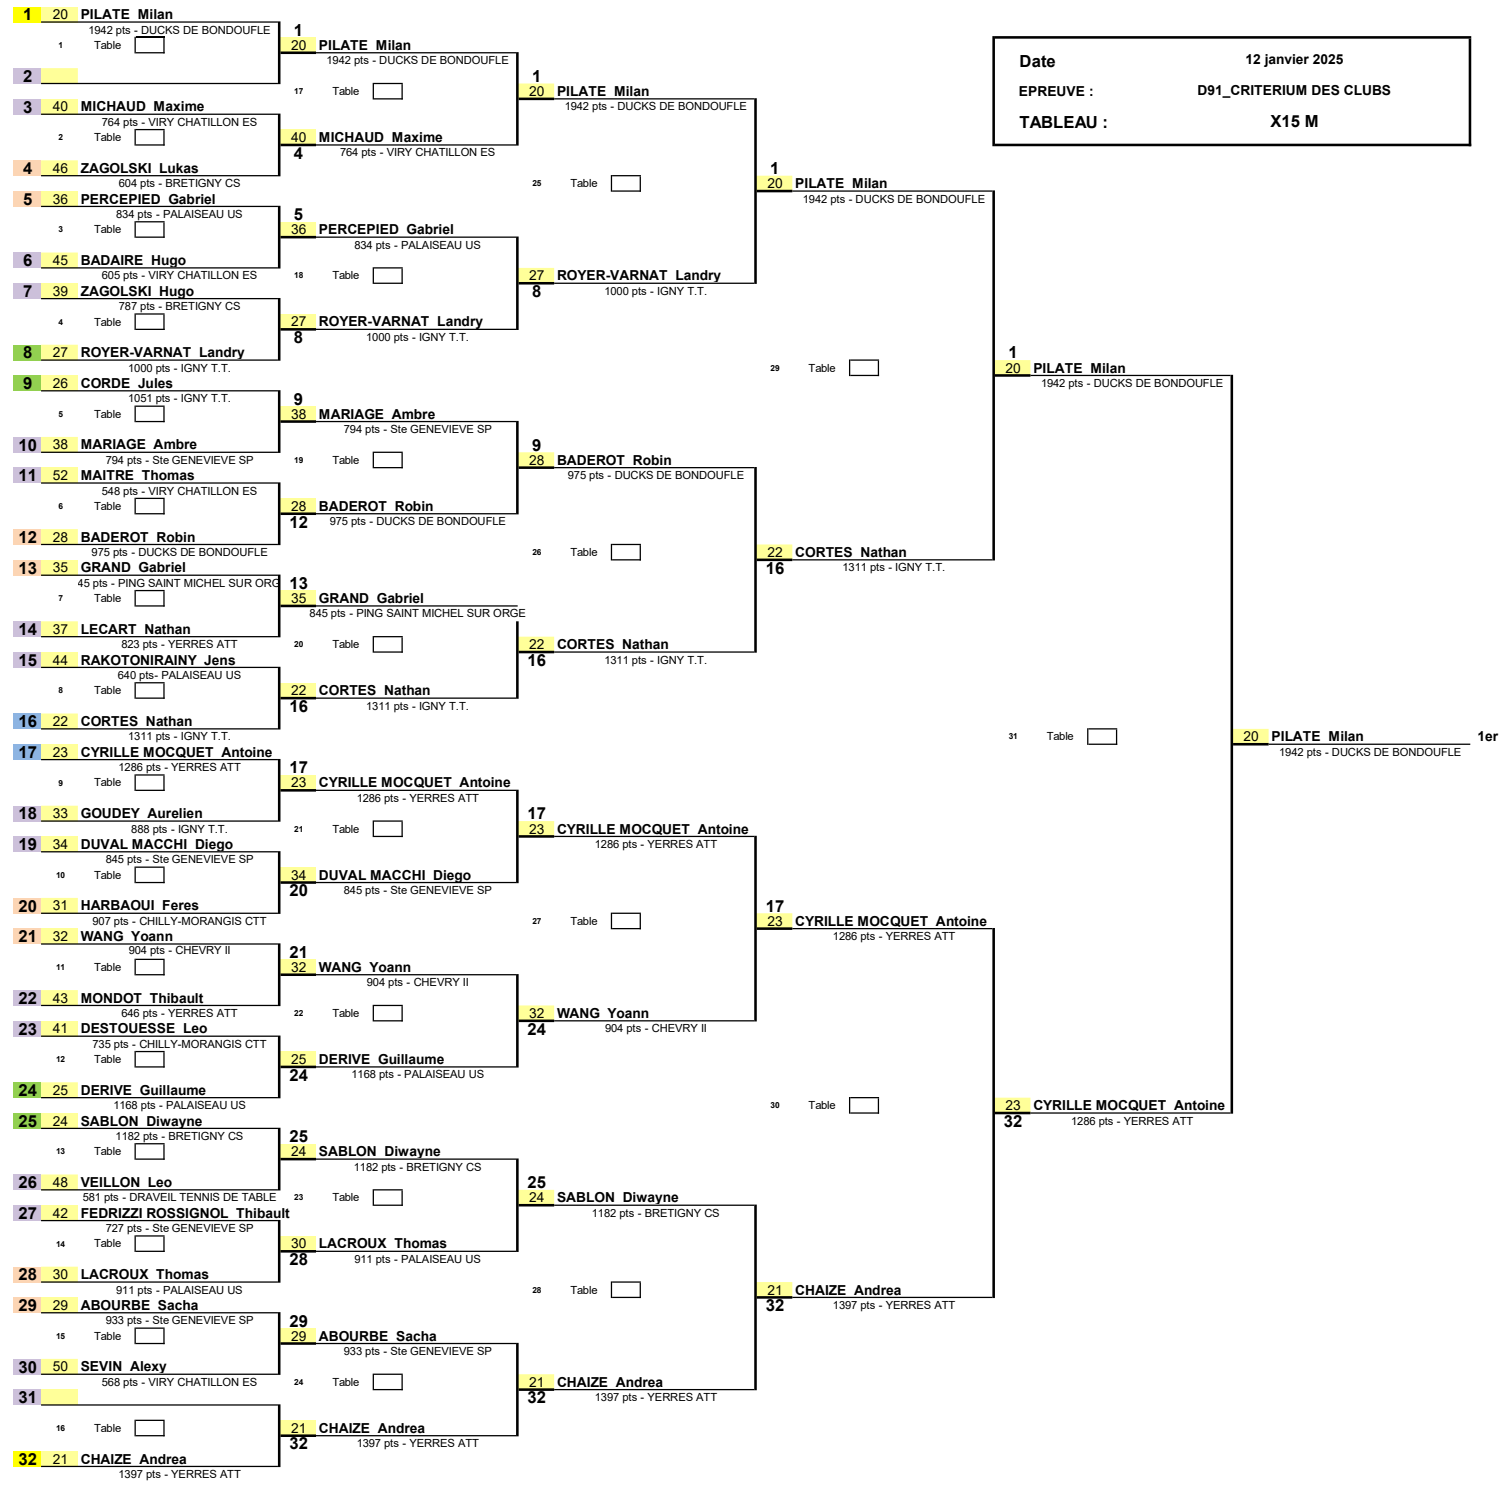 Date 12 janvier 2025
EPREUVE : D91_CRITERIUM DES CLUBS
TABLEAU : X15 M
1 20 PILATE Milan
1942 pts - DUCKS DE BONDOUFLE
1 Table
2
3 40 MICHAUD Maxime
764 pts - VIRY CHATILLON ES
2 Table
4 46 ZAGOLSKI Lukas
604 pts - BRETIGNY CS
5 36 PERCEPIED Gabriel
834 pts - PALAISEAU US
3 Table
6 45 BADAIRE Hugo
605 pts - VIRY CHATILLON ES
7 39 ZAGOLSKI Hugo
787 pts - BRETIGNY CS
4 Table
8 27 ROYER-VARNAT Landry
1000 pts - IGNY T.T.
9 26 CORDE Jules
1051 pts - IGNY T.T.
5 Table
10 38 MARIAGE Ambre
794 pts - Ste GENEVIEVE SP
11 52 MAITRE Thomas
548 pts - VIRY CHATILLON ES
6 Table
12 28 BADEROT Robin
975 pts - DUCKS DE BONDOUFLE
13 35 GRAND Gabriel
45 pts - PING SAINT MICHEL SUR ORG
7 Table
14 37 LECART Nathan
823 pts - YERRES ATT
15 44 RAKOTONIRAINY Jens
640 pts- PALAISEAU US
8 Table
16 22 CORTES Nathan
1311 pts - IGNY T.T.
17 23 CYRILLE MOCQUET Antoine
1286 pts - YERRES ATT
9 Table
18 33 GOUDEY Aurelien
888 pts - IGNY T.T.
19 34 DUVAL MACCHI Diego
845 pts - Ste GENEVIEVE SP
10 Table
20 31 HARBAOUI Feres
907 pts - CHILLY-MORANGIS CTT
21 32 WANG Yoann
904 pts - CHEVRY II
11 Table
22 43 MONDOT Thibault
646 pts - YERRES ATT
23 41 DESTOUESSE Leo
735 pts - CHILLY-MORANGIS CTT
12 Table
24 25 DERIVE Guillaume
1168 pts - PALAISEAU US
25 24 SABLON Diwayne
1182 pts - BRETIGNY CS
13 Table
26 48 VEILLON Leo
581 pts - DRAVEIL TENNIS DE TABLE
27 42 FEDRIZZI ROSSIGNOL Thibault
727 pts - Ste GENEVIEVE SP
14 Table
28 30 LACROUX Thomas
911 pts - PALAISEAU US
29 29 ABOURBE Sacha
933 pts - Ste GENEVIEVE SP
15 Table
30 50 SEVIN Alexy
568 pts - VIRY CHATILLON ES
31
16 Table
32 21 CHAIZE Andrea
1397 pts - YERRES ATT
1
20 PILATE Milan
1942 pts - DUCKS DE BONDOUFLE
17 Table
40 MICHAUD Maxime
4 764 pts - VIRY CHATILLON ES
5
36 PERCEPIED Gabriel
834 pts - PALAISEAU US
18 Table
27 ROYER-VARNAT Landry
8 1000 pts - IGNY T.T.
9
38 MARIAGE Ambre
794 pts - Ste GENEVIEVE SP
19 Table
28 BADEROT Robin
12 975 pts - DUCKS DE BONDOUFLE
13
35 GRAND Gabriel
845 pts - PING SAINT MICHEL SUR ORGE
20 Table
22 CORTES Nathan
16 1311 pts - IGNY T.T.
17
23 CYRILLE MOCQUET Antoine
1286 pts - YERRES ATT
21 Table
34 DUVAL MACCHI Diego
20 845 pts - Ste GENEVIEVE SP
21
32 WANG Yoann
904 pts - CHEVRY II
22 Table
25 DERIVE Guillaume
24 1168 pts - PALAISEAU US
25
24 SABLON Diwayne
1182 pts - BRETIGNY CS
23 Table
30 LACROUX Thomas
28 911 pts - PALAISEAU US
29
29 ABOURBE Sacha
933 pts - Ste GENEVIEVE SP
24 Table
21 CHAIZE Andrea
32 1397 pts - YERRES ATT
1
20 PILATE Milan
1942 pts - DUCKS DE BONDOUFLE
25 Table
27 ROYER-VARNAT Landry
8 1000 pts - IGNY T.T.
9
28 BADEROT Robin
975 pts - DUCKS DE BONDOUFLE
26 Table
22 CORTES Nathan
16 1311 pts - IGNY T.T.
17
23 CYRILLE MOCQUET Antoine
1286 pts - YERRES ATT
27 Table
32 WANG Yoann
24 904 pts - CHEVRY II
25
24 SABLON Diwayne
1182 pts - BRETIGNY CS
28 Table
21 CHAIZE Andrea
32 1397 pts - YERRES ATT
1
20 PILATE Milan
1942 pts - DUCKS DE BONDOUFLE
29 Table
22 CORTES Nathan
16 1311 pts - IGNY T.T.
17
23 CYRILLE MOCQUET Antoine
1286 pts - YERRES ATT
30 Table
21 CHAIZE Andrea
32 1397 pts - YERRES ATT
1
20 PILATE Milan
1942 pts - DUCKS DE BONDOUFLE
31 Table
23 CYRILLE MOCQUET Antoine
32 1286 pts - YERRES ATT
20 PILATE Milan 1er
1942 pts - DUCKS DE BONDOUFLE